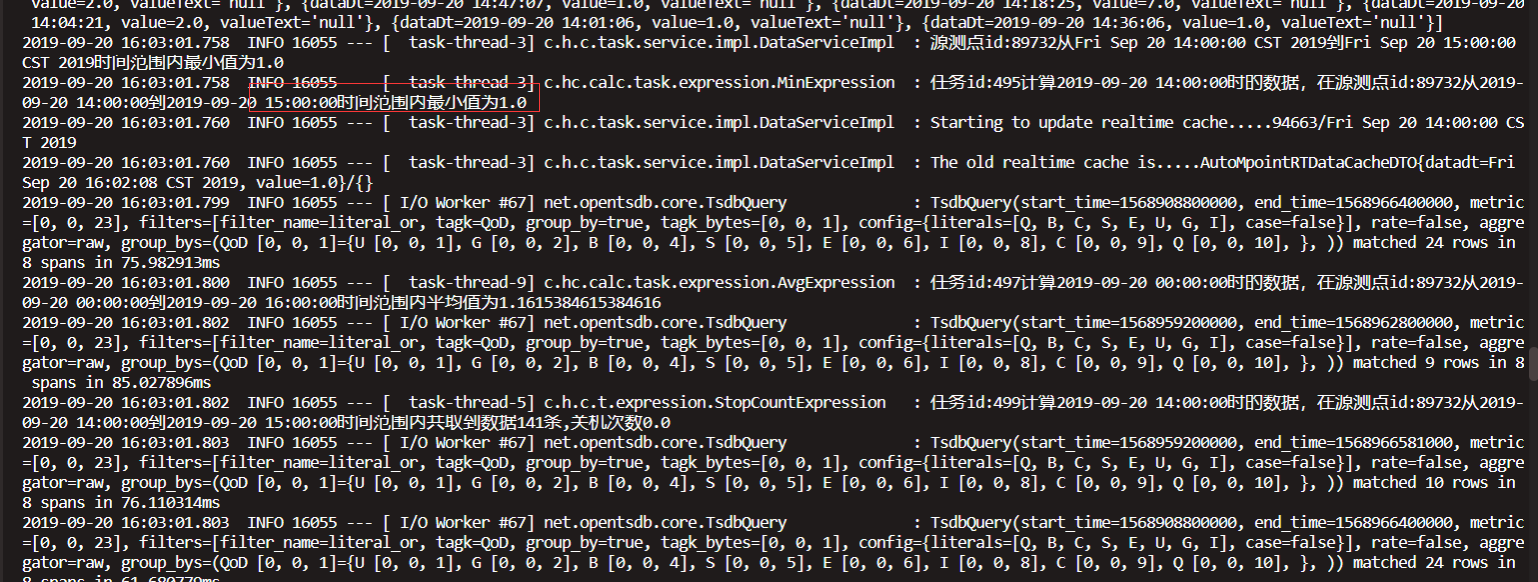 value=2.0, valueText='null'}, {dataDt=2019-09-20 14:47:07, value=1.0, valueText='null'}, {dataDt=2019-09-20 14:18:25, value=7.0, valueText='null'}, {dataDt=2019-09-20
14:04:21, value=2.0, valueText='null'}, {dataDt=2019-09-20 14:01:06, value=1.0, valueText='null'}, {dataDt=2019-09-20 14:36:06, value=1.0, valueText='null'}]
2019-09-20 16:03:01.758  INFO 16055 --- [  task-thread-3] c.h.c.task.service.impl.DataServiceImpl  : 源测点id:89732从Fri Sep 20 14:00:00 CST 2019到Fri Sep 20 15:00:00
CST 2019时间范围内最小值为1.0
2019-09-20 16:03:01.758  INFO 16055 --- [  task-thread-3] c.hc.calc.task.expression.MinExpression  : 任务id:495计算2019-09-20 14:00:00时的数据，在源测点id:89732从2019-
09-20 14:00:00到2019-09-20 15:00:00时间范围内最小值为1.0
2019-09-20 16:03:01.760  INFO 16055 --- [  task-thread-3] c.h.c.task.service.impl.DataServiceImpl  : Starting to update realtime cache.....94663/Fri Sep 20 14:00:00 CS
T 2019
2019-09-20 16:03:01.760  INFO 16055 --- [  task-thread-3] c.h.c.task.service.impl.DataServiceImpl  : The old realtime cache is.....AutoMpointRTDataCacheDTO{datadt=Fri
Sep 20 16:02:08 CST 2019, value=1.0}/{}
2019-09-20 16:03:01.799  INFO 16055 --- [ I/O Worker #67] net.opentsdb.core.TsdbQuery              : TsdbQuery(start_time=1568908800000, end_time=1568966400000, metric
=[0, 0, 23], filters=[filter_name=literal_or, tagk=QoD, group_by=true, tagk_bytes=[0, 0, 1], config={literals=[Q, B, C, S, E, U, G, I], case=false}], rate=false, aggre
gator=raw, group_bys=(QoD [0, 0, 1]={U [0, 0, 1], G [0, 0, 2], B [0, 0, 4], S [0, 0, 5], E [0, 0, 6], I [0, 0, 8], C [0, 0, 9], Q [0, 0, 10], }, )) matched 24 rows in
8 spans in 75.982913ms
2019-09-20 16:03:01.800  INFO 16055 --- [  task-thread-9] c.hc.calc.task.expression.AvgExpression  : 任务id:497计算2019-09-20 00:00:00时的数据，在源测点id:89732从2019-
09-20 00:00:00到2019-09-20 16:00:00时间范围内平均值为1.1615384615384616
2019-09-20 16:03:01.802  INFO 16055 --- [ I/O Worker #67] net.opentsdb.core.TsdbQuery              : TsdbQuery(start_time=1568959200000, end_time=1568962800000, metric
=[0, 0, 23], filters=[filter_name=literal_or, tagk=QoD, group_by=true, tagk_bytes=[0, 0, 1], config={literals=[Q, B, C, S, E, U, G, I], case=false}], rate=false, aggre
gator=raw, group_bys=(QoD [0, 0, 1]={U [0, 0, 1], G [0, 0, 2], B [0, 0, 4], S [0, 0, 5], E [0, 0, 6], I [0, 0, 8], C [0, 0, 9], Q [0, 0, 10], }, )) matched 9 rows in 8
 spans in 85.027896ms
2019-09-20 16:03:01.802  INFO 16055 --- [  task-thread-5] c.h.c.t.expression.StopCountExpression   : 任务id:499计算2019-09-20 14:00:00时的数据，在源测点id:89732从2019-
09-20 14:00:00到2019-09-20 15:00:00时间范围内共取到数据141条,关机次数0.0
2019-09-20 16:03:01.803  INFO 16055 --- [ I/O Worker #67] net.opentsdb.core.TsdbQuery              : TsdbQuery(start_time=1568959200000, end_time=1568966581000, metric
=[0, 0, 23], filters=[filter_name=literal_or, tagk=QoD, group_by=true, tagk_bytes=[0, 0, 1], config={literals=[Q, B, C, S, E, U, G, I], case=false}], rate=false, aggre
gator=raw, group_bys=(QoD [0, 0, 1]={U [0, 0, 1], G [0, 0, 2], B [0, 0, 4], S [0, 0, 5], E [0, 0, 6], I [0, 0, 8], C [0, 0, 9], Q [0, 0, 10], }, )) matched 10 rows in
8 spans in 76.110314ms
2019-09-20 16:03:01.803  INFO 16055 --- [ I/O Worker #67] net.opentsdb.core.TsdbQuery              : TsdbQuery(start_time=1568908800000, end_time=1568966400000, metric
=[0, 0, 23], filters=[filter_name=literal_or, tagk=QoD, group_by=true, tagk_bytes=[0, 0, 1], config={literals=[Q, B, C, S, E, U, G, I], case=false}], rate=false, aggre
gator=raw, group_bys=(QoD [0, 0, 1]={U [0, 0, 1], G [0, 0, 2], B [0, 0, 4], S [0, 0, 5], E [0, 0, 6], I [0, 0, 8], C [0, 0, 9], Q [0, 0, 10], }, )) matched 24 rows in
8 spans in 61.680779ms